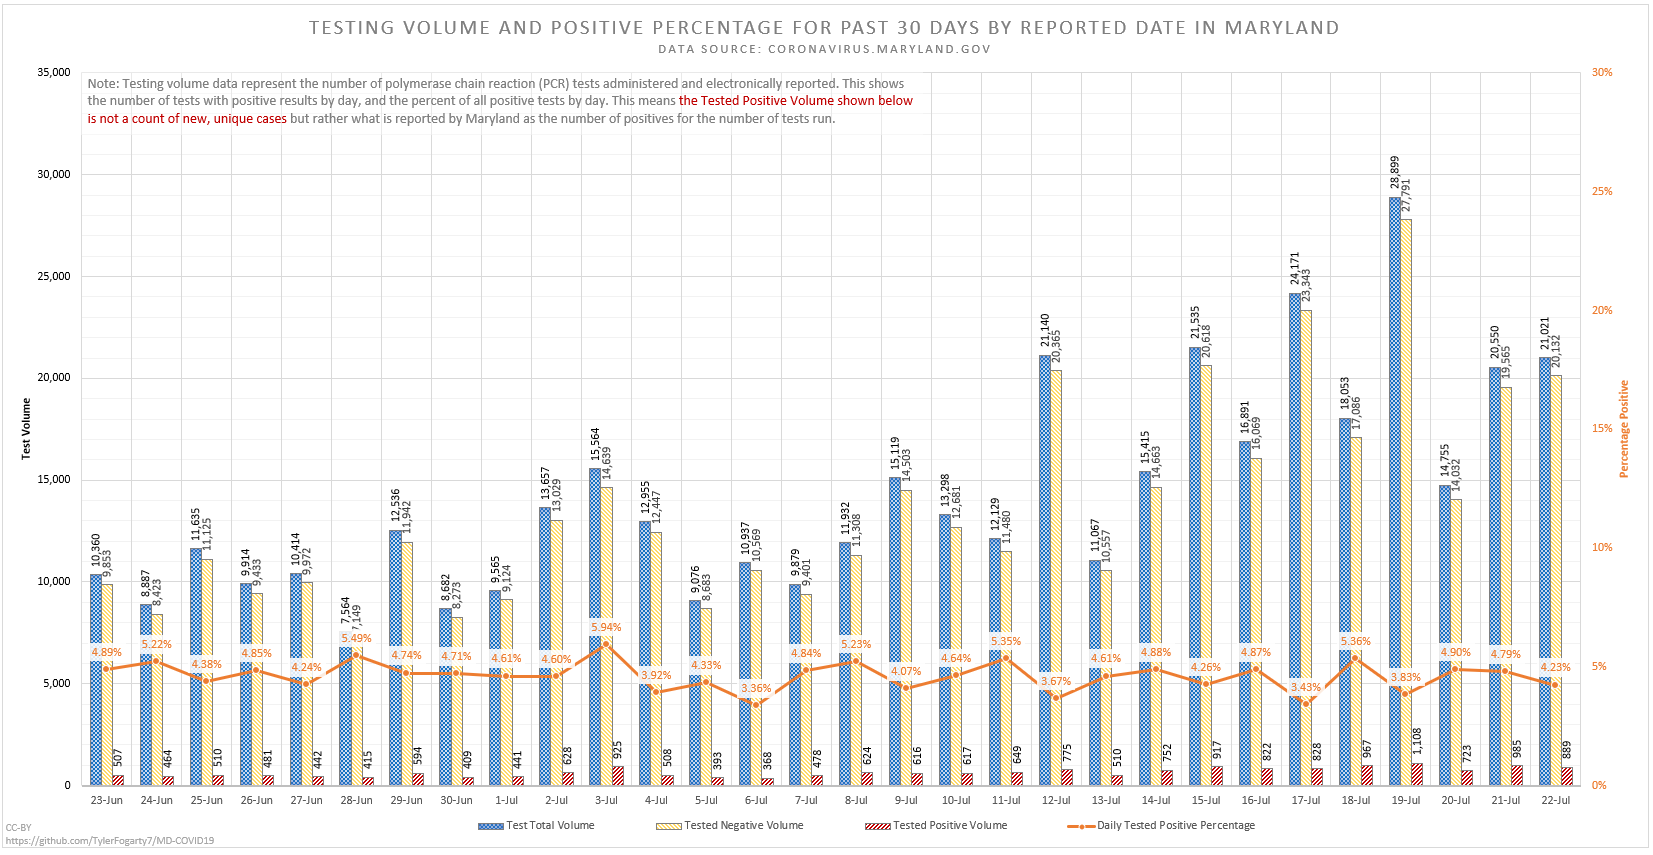 TESTING VOLUME AND POSITIVE PERCENTAGE FOR PAST 30 DAYS BY REPORTED DATE IN MARYLAND
DATA SOURCE: CORONAVIRUS.MARYLAND.GOV
Note: Testing volume data represent the number of polymerase chain reaction (PCR) tests administered and electronically reported. This shows
the number of tests with positive results by day, and the percent of all positive tests by day. This means the Tested Positive Volume shown below
is not a count of new, unique cases but rather what is reported by Maryland as the number of positives for the number of tests run.
Test Volume
35,000
30,000
25,000
20,000
15,000
10,000
5,000
0
Percentage Positive
30%
25%
20%
15%
10%
5%
0%
10,360 9,853 4.89% 507
8,887 8,423 5.22% 464
11,635 11,125 4.38% 510
9,914 9,433 4.85% 481
10,414 9,972 4.24% 442
7,564 7,149 5.49% 415
12,536 11,942 4.74% 594
8,682 8,273 4.71% 409
9,565 9,124 4.61% 441
13,657 13,029 4.60% 628
15,564 14,639 5.94% 925
12,955 12,447 3.92% 508
9,076 8,683 4.33% 393
10,937 10,569 3.36% 368
9,879 9,401 4.84% 478
11,932 11,308 5.23% 624
15,119 14,503 4.07% 616
13,298 12,681 4.64% 617
12,129 11,480 5.35% 649
21,140 20,365 3.67% 775
11,067 10,557 4.61% 510
15,415 14,663 4.88% 752
21,535 20,618 4.26% 917
16,891 16,069 4.87% 822
24,171 23,343 3.43% 828
18,053 17,086 5.36% 967
28,899 27,791 3.83% 1,108
14,755 14,032 4.90% 723
20,550 19,565 4.79% 985
21,021 20,132 4.23% 889
23-Jun 24-Jun 25-Jun 26-Jun 27-Jun 28-Jun 29-Jun 30-Jun 1-Jul 2-Jul 3-Jul 4-Jul 5-Jul 6-Jul 7-Jul 8-Jul 9-Jul 10-Jul 11-Jul 12-Jul 13-Jul 14-Jul 15-Jul 16-Jul 17-Jul 18-Jul 19-Jul 20-Jul 21-Jul 22-Jul
Test Total Volume Tested Negative Volume Tested Positive Volume Daily Tested Positive Percentage
CC-BY
https://github.com/TylerFogarty7/MD-COVID19